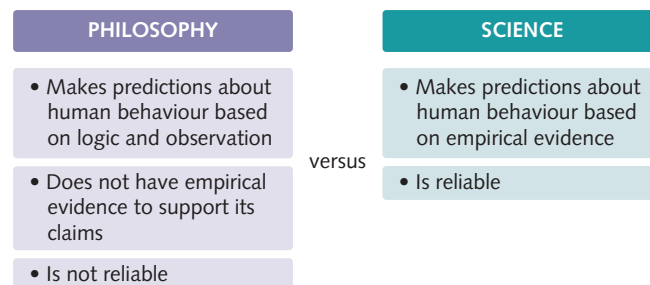 PHILOSOPHY
• Makes predictions about
human behaviour based
on logic and observation
• Does not have empirical
evidence to support its
claims
• Is not reliable
versus
SCIENCE
• Makes predictions about
human behaviour based
on empirical evidence
• Is reliable